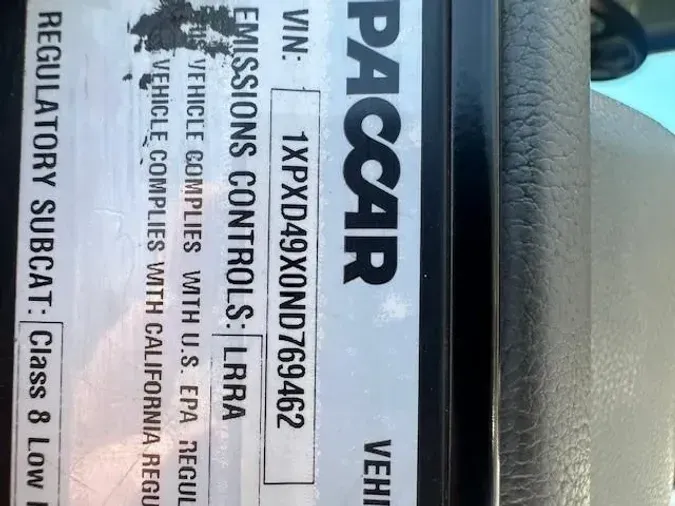 PACCAR VEHI
VIN: 1XPXD49X0ND769462
EMISSIONS CONTROLS: LRRA
VEHICLE COMPLIES WITH U.S. EPA REGUL
VEHICLE COMPLIES WITH CALIFORNIA REGU
REGULATORY SUBCAT: Class 8 Low